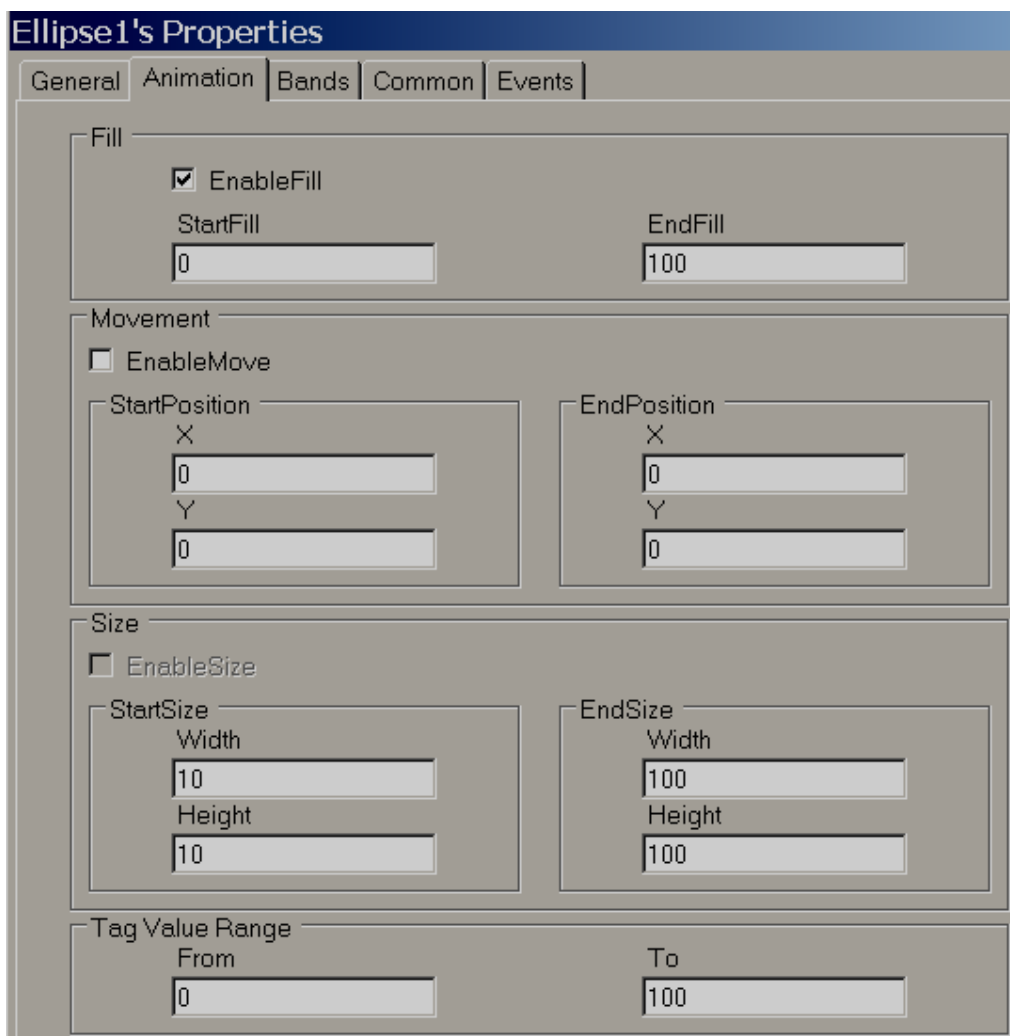 Ellipse1's Properties
General Animation Bands Common Events
Fill
EnableFill
StartFill EndFill
0 100
Movement
EnableMove
StartPosition EndPosition
X X
0 0
Y Y
0 0
Size
EnableSize
StartSize EndSize
Width Width
10 100
Height Height
10 100
Tag Value Range
From To
0 100